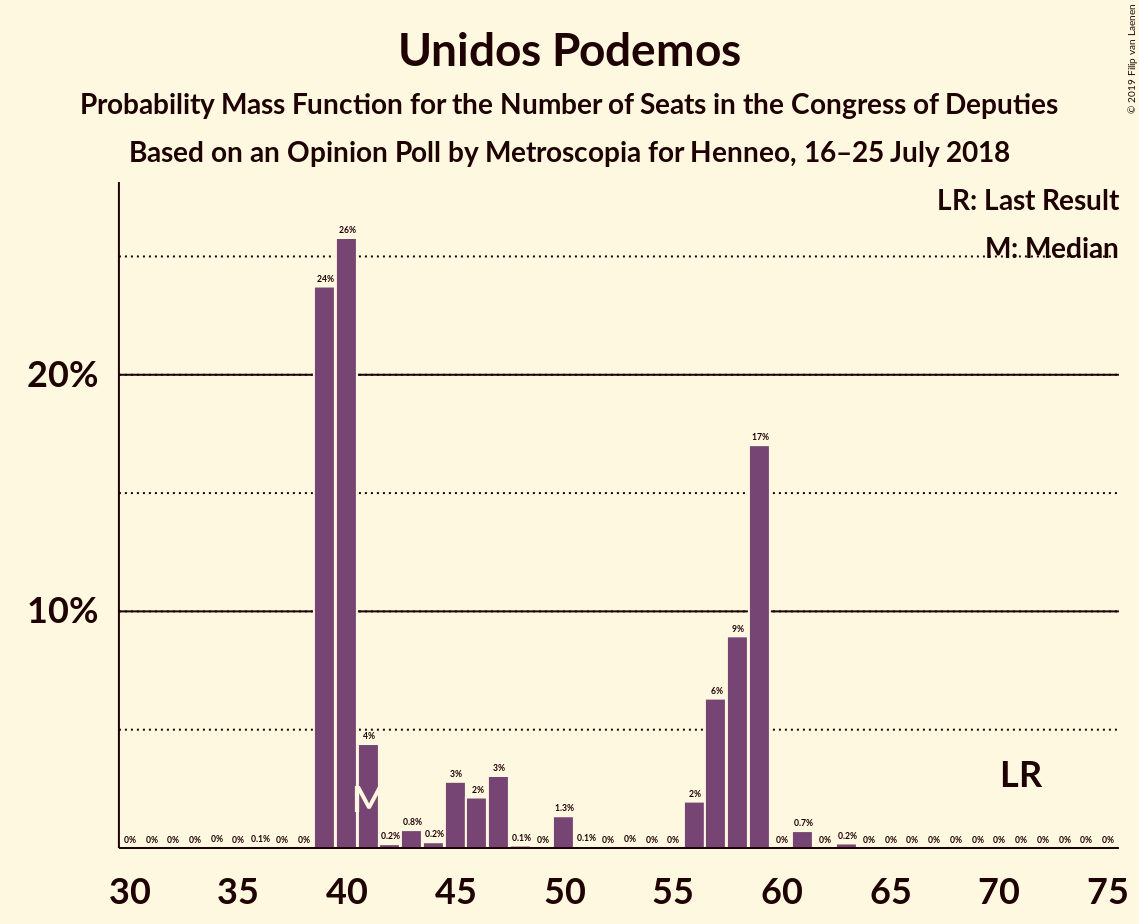 Unidos Podemos
Probability Mass Function for the Number of Seats in the Congress of Deputies
Based on an Opinion Poll by Metroscopia for Henneo, 16–25 July 2018
© 2019 Filip van Laenen
LR: Last Result
M: Median
20%
10%
0% 0% 0% 0% 0% 0% 0.1% 0% 0% 24% 26% 4% 0.2% 0.8% 0.2% 3% 2% 3% 0.1% 0% 1.3% 0.1% 0% 0% 0% 0% 2% 6% 9% 17% 0% 0.7% 0% 0.2% 0% 0% 0% 0% 0% 0% 0% 0% 0% 0% 0% 0%
M
LR
30 35 40 45 50 55 60 65 70 75